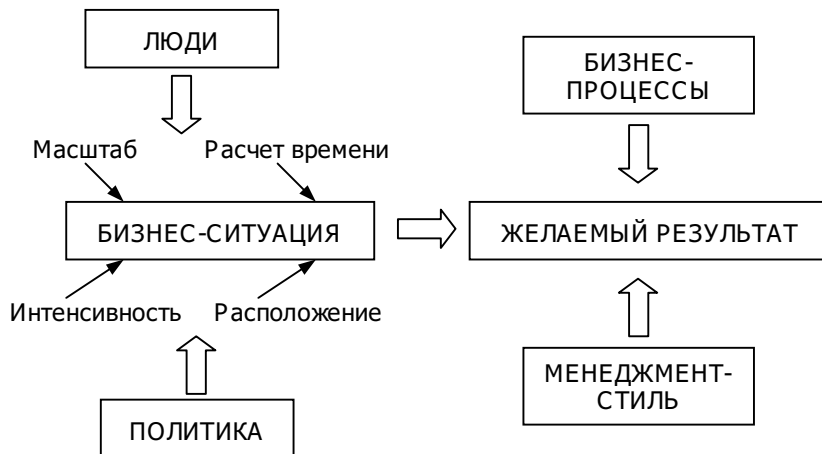 ЛЮДИ
БИЗНЕС-
ПРОЦЕССЫ
Масштаб
Расчет времени
БИЗНЕС-СИТУАЦИЯ
ЖЕЛАЕМЫЙ РЕЗУЛЬТАТ
Интенсивность
Расположение
МЕНЕДЖМЕНТ-
СТИЛЬ
ПОЛИТИКА